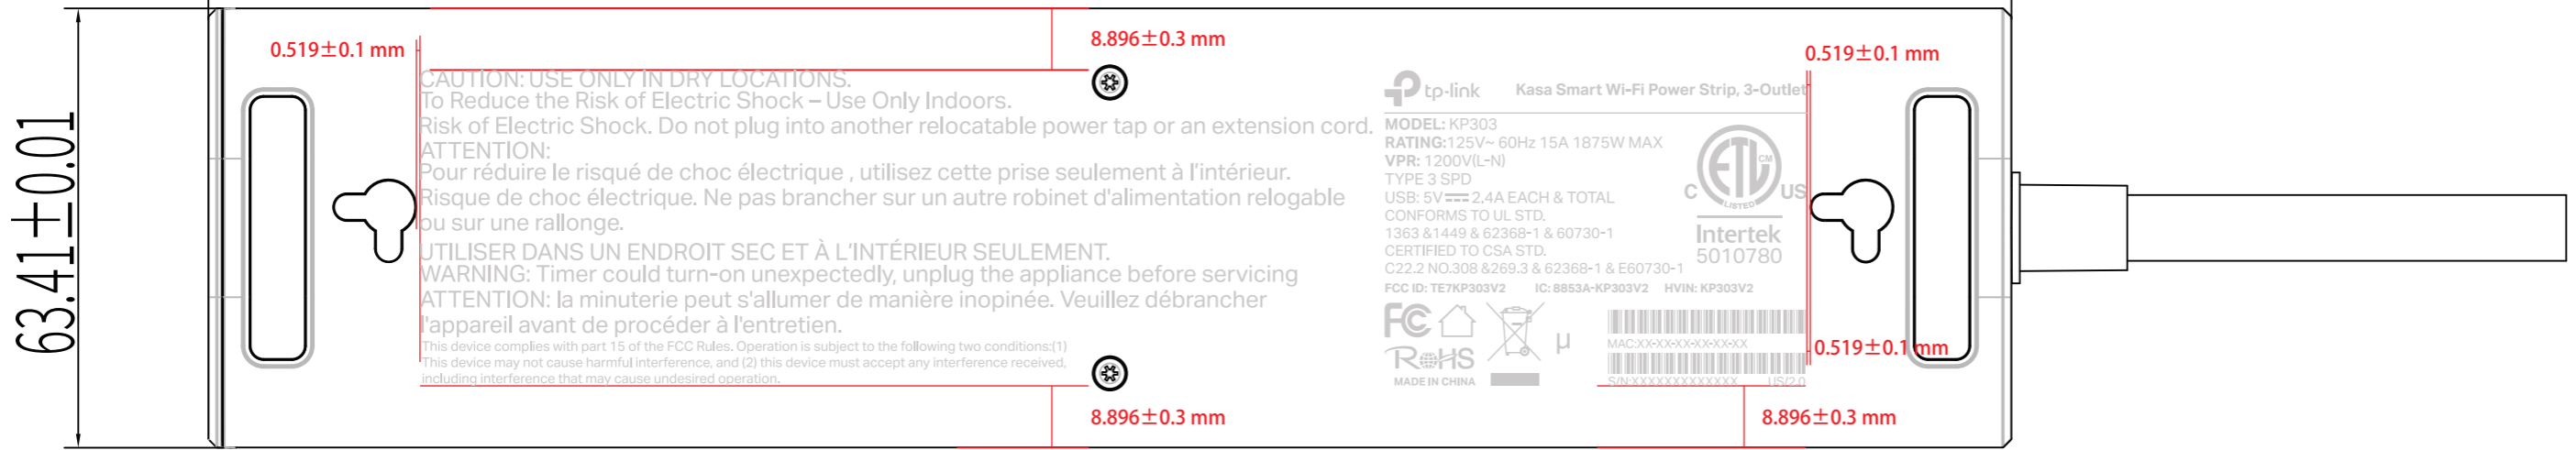 63.41±0.01
0.519±0.1 mm
8.896±0.3 mm
0.519±0.1 mm
CAUTION: USE ONLY IN DRY LOCATIONS.
To Reduce the Risk of Electric Shock – Use Only Indoors.
Risk of Electric Shock. Do not plug into another relocatable power tap or an extension cord.
ATTENTION:
Pour réduire le risqué de choc électrique , utilisez cette prise seulement à l'intérieur.
Risque de choc électrique. Ne pas brancher sur un autre robinet d'alimentation relogable
ou sur une rallonge.
UTILISER DANS UN ENDROIT SEC ET À L'INTÉRIEUR SEULEMENT.
WARNING: Timer could turn-on unexpectedly, unplug the appliance before servicing
ATTENTION: la minuterie peut s'allumer de manière inopinée. Veuillez débrancher
l'appareil avant de procéder à l'entretien.
This device complies with part 15 of the FCC Rules. Operation is subject to the following two conditions:(1)
This device may not cause harmful interference, and (2) this device must accept any interference received,
including interference that may cause undesired operation.
tp-link Kasa Smart Wi-Fi Power Strip, 3-Outlet
MODEL: KP303
RATING:125V~ 60Hz 15A 1875W MAX
VPR: 1200V(L-N)
TYPE 3 SPD
USB: 5V⎓ 2.4A EACH & TOTAL
CONFORMS TO UL STD.
1363 &1449 & 62368-1 & 60730-1
CERTIFIED TO CSA STD.
C22.2 NO.308 &269.3 & 62368-1 & E60730-1
C ETL CM US
LISTED
Intertek
5010780
FCC ID: TE7KP303V2 IC: 8853A-KP303V2 HVIN: KP303V2
FC
RoHS
MADE IN CHINA
μ
MAC:XX-XX-XX-XX-XX-XX
S/N:XXXXXXXXXXXXX US/2.0
0.519±0.1 mm
8.896±0.3 mm
8.896±0.3 mm